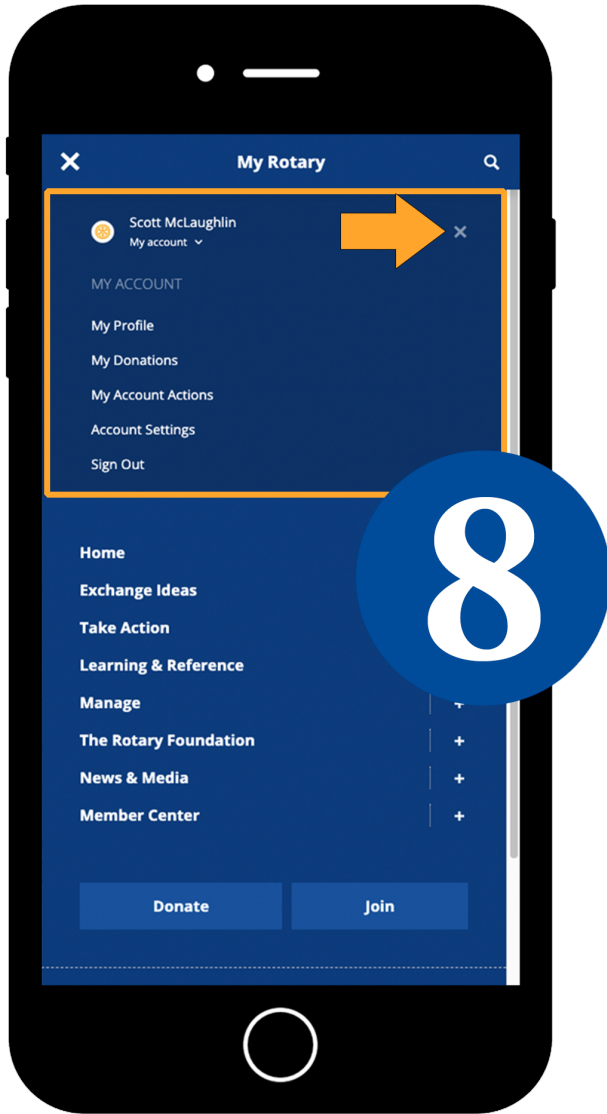 My Rotary
Scott McLaughlin
My account
MY ACCOUNT
My Profile
My Donations
My Account Actions
Account Settings
Sign Out
8
Home
Exchange Ideas
Take Action
Learning & Reference
Manage +
The Rotary Foundation +
News & Media +
Member Center +
Donate Join